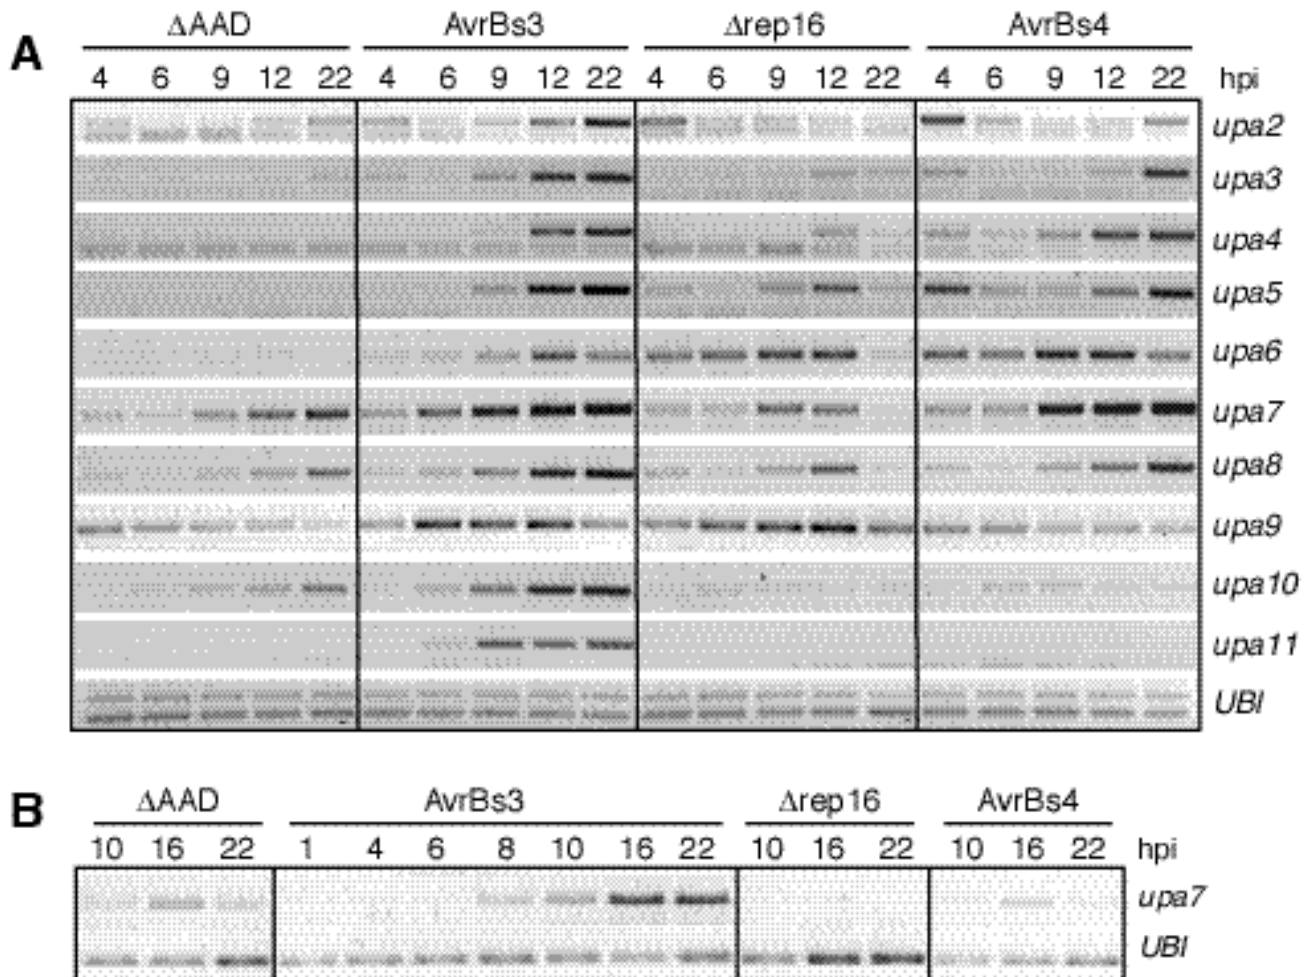 A
ΔAAD AvrBs3 Δrep16 AvrBs4
4 6 9 12 22 4 6 9 12 22 4 6 9 12 22 4 6 9 12 22 hpi
upa2
upa3
upa4
upa5
upa6
upa7
upa8
upa9
upa10
upa11
UBI
B
ΔAAD AvrBs3 Δrep16 AvrBs4
10 16 22 1 4 6 8 10 16 22 10 16 22 10 16 22 hpi
upa7
UBI